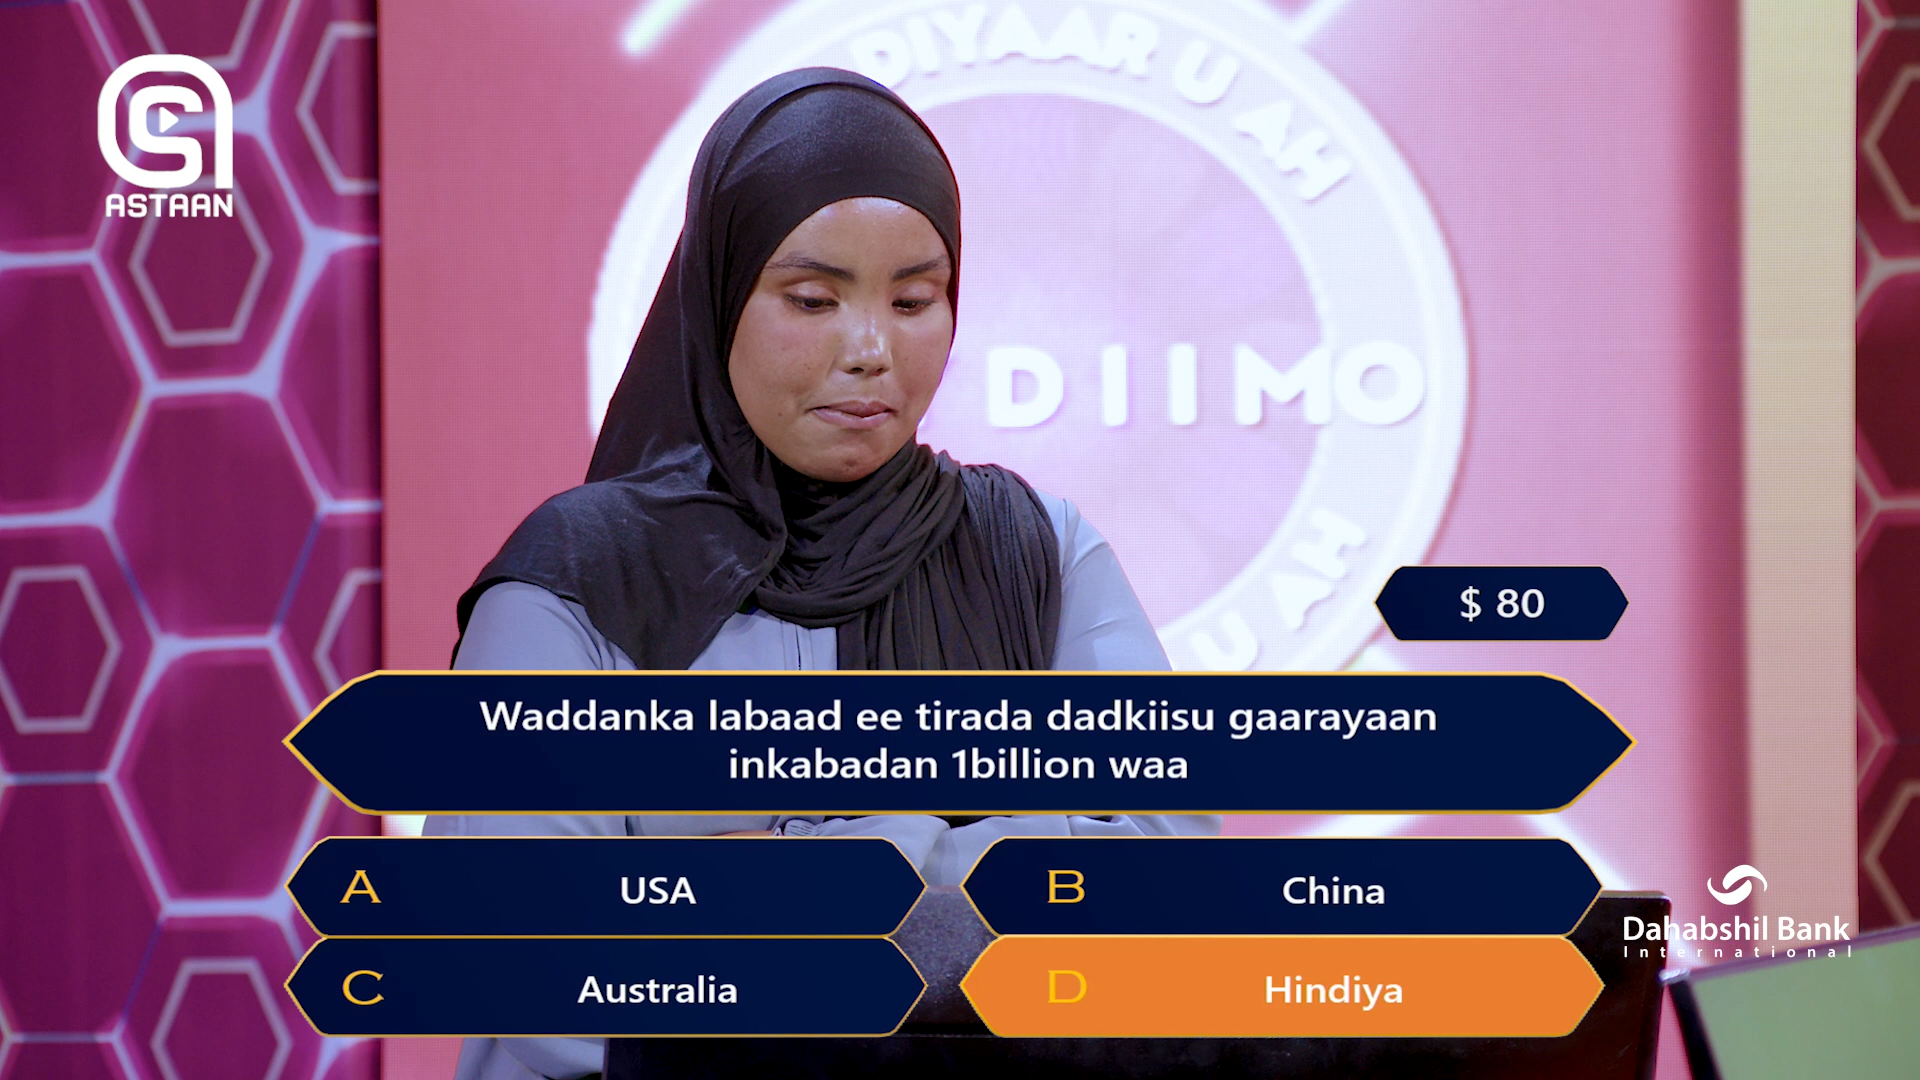 ASTAAN
DIYAAR U AH
DIIMO
U AH
$ 80
Waddanka labaad ee tirada dadkiisu gaarayaan
inkabadan 1billion waa
A USA
B China
C Australia
D Hindiya
Dahabshil Bank
International